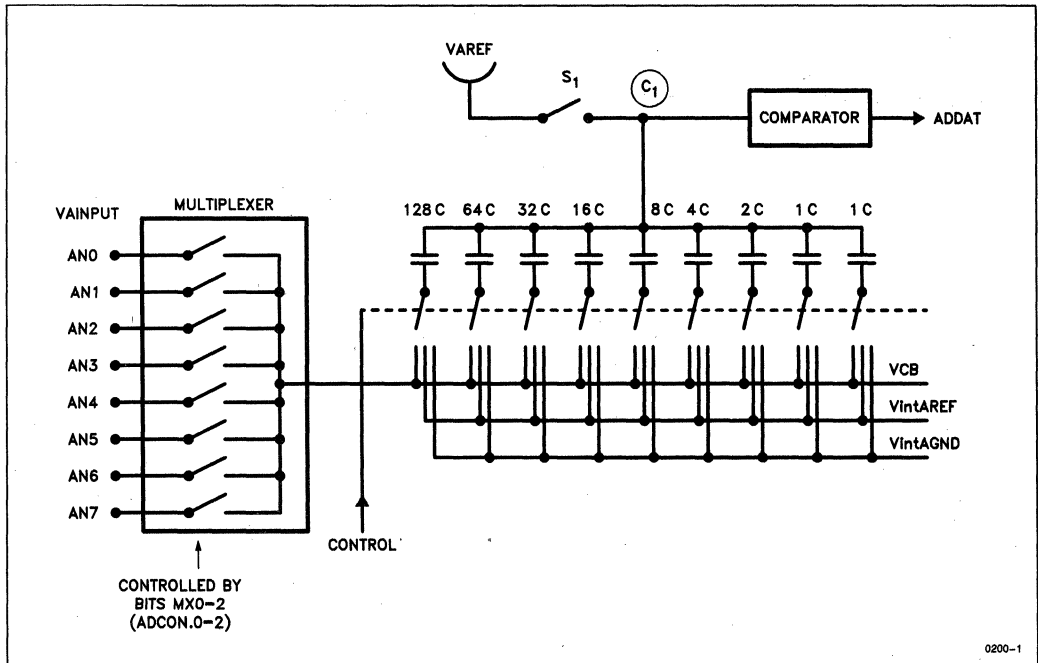 VAREF
S1
C1
COMPARATOR
ADDAT
VAINPUT
MULTIPLEXER
128 C 64 C 32 C 16 C 8 C 4 C 2 C 1 C 1 C
AN0
AN1
AN2
AN3
AN4
AN5
AN6
AN7
VCB
VintAREF
VintAGND
CONTROL
CONTROLLED BY
BITS MX0-2
(ADCON.0-2)
0200-1